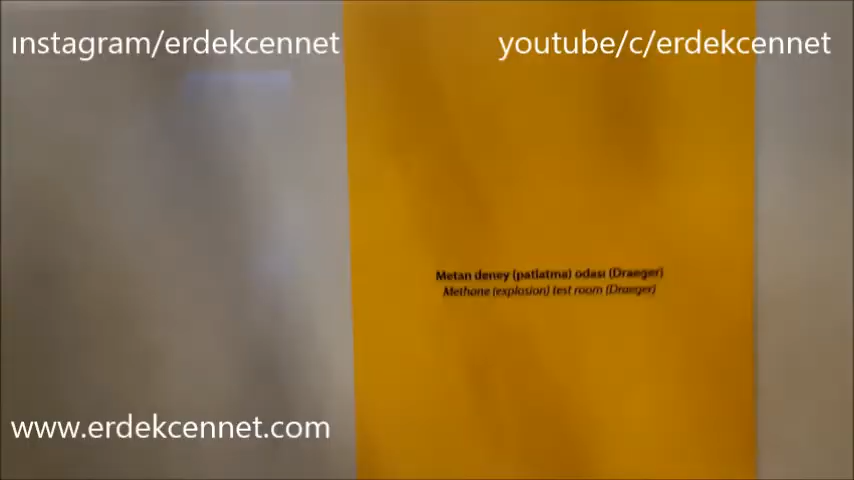 ınstagram/erdekcennet
youtube/c/erdekcennet
Metan deney (patlatma) odası (Draeger)
Methane (explosion) test room (Draeger)
www.erdekcennet.com